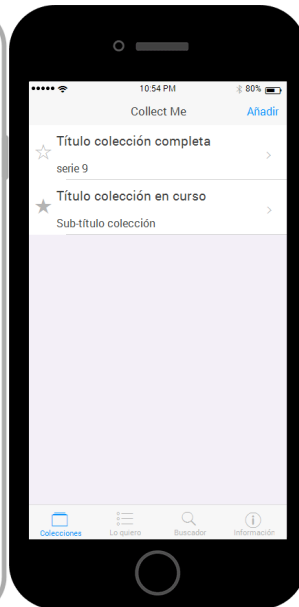 10:54 PM 80%
Collect Me Añadir
Título colección completa
serie 9
Título colección en curso
Sub-título colección
Colecciones Lo quiero Buscador Información